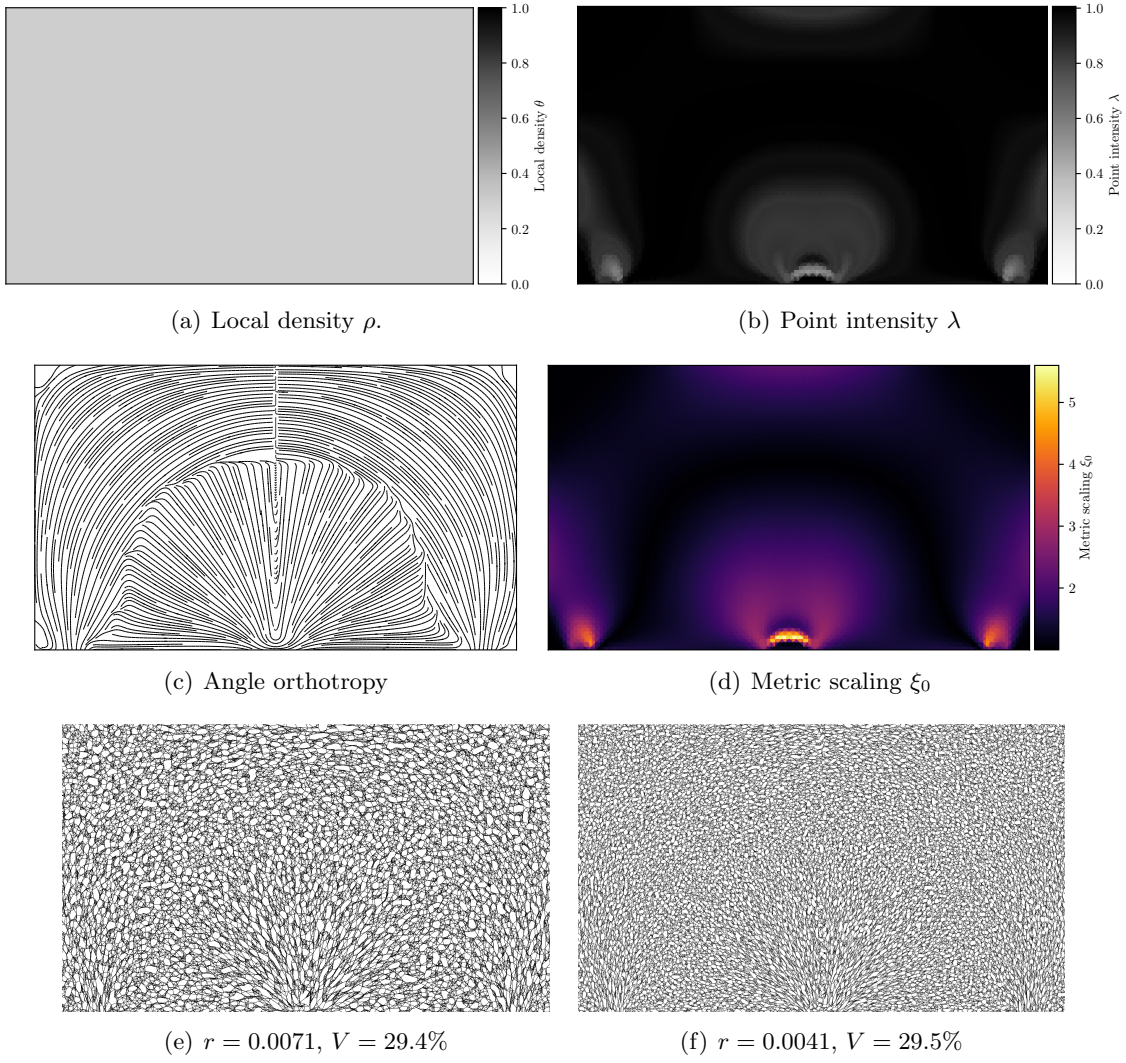 1.0
0.8
0.6
0.4
0.2
0.0
Local density θ
1.0
0.8
0.6
0.4
0.2
0.0
Point intensity λ
(a) Local density ρ.
(b) Point intensity λ
5
4
3
2
Metric scaling ξ₀
(c) Angle orthotropy
(d) Metric scaling ξ₀
(e) r = 0.0071, V = 29.4%
(f) r = 0.0041, V = 29.5%